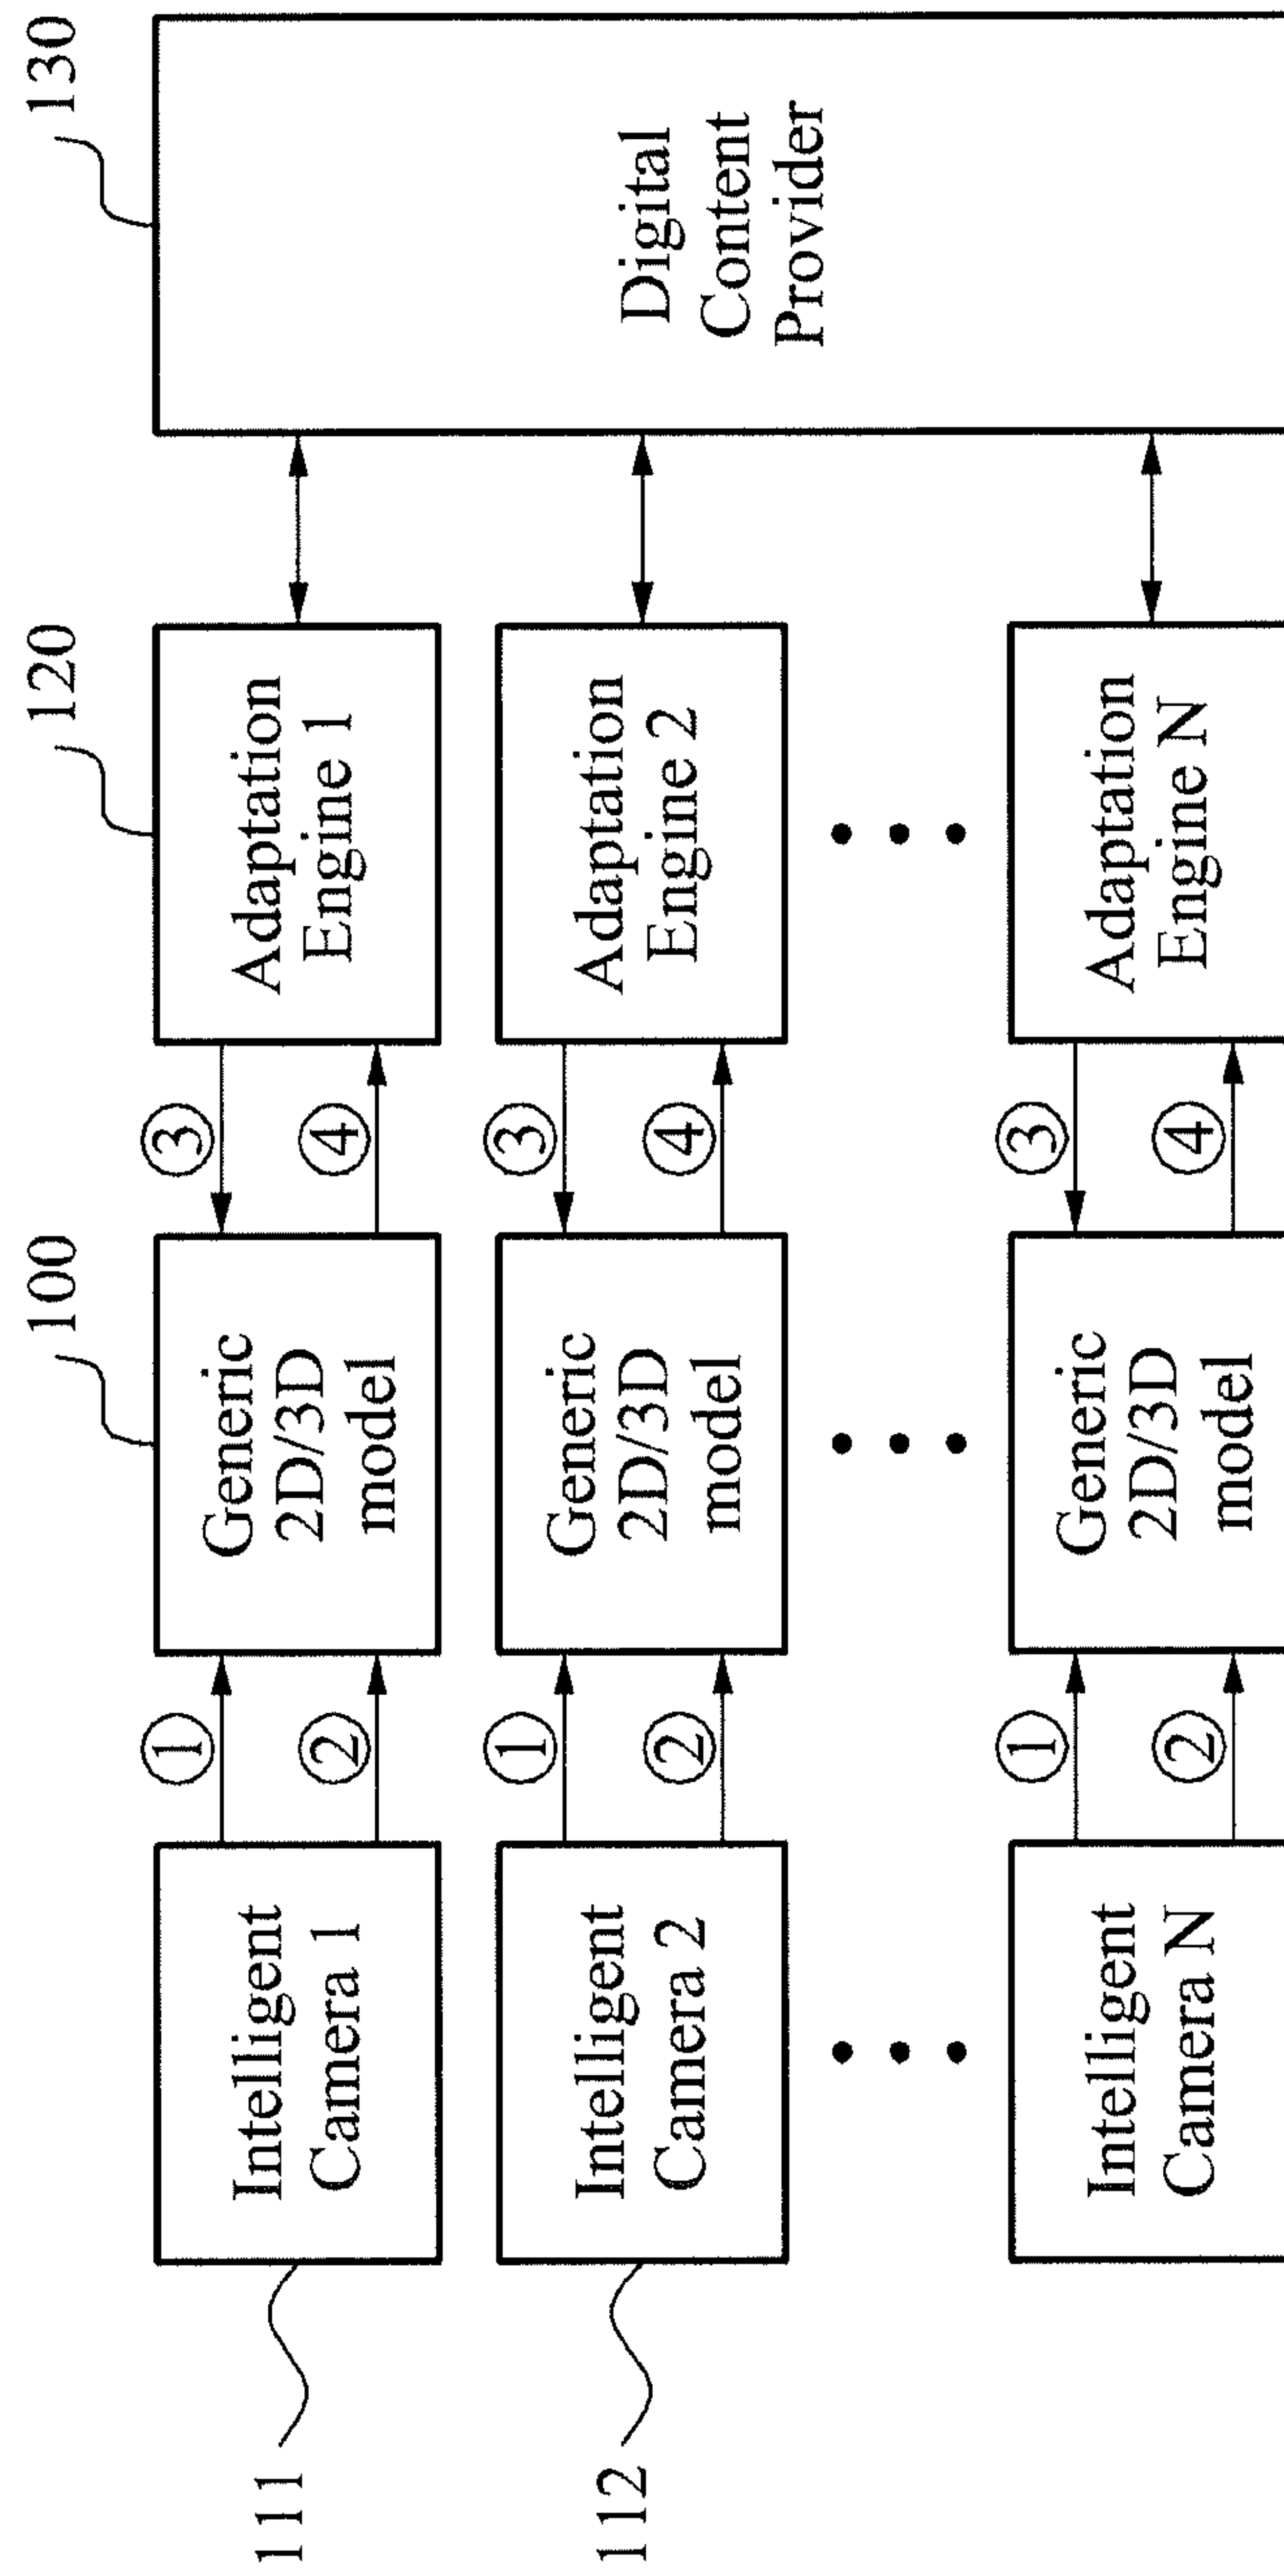 100
120
130
111
Intelligent
Camera 1
①
②
Generic
2D/3D
model
③
④
Adaptation
Engine 1
Digital
Content
Provider
112
Intelligent
Camera 2
①
②
Generic
2D/3D
model
③
④
Adaptation
Engine 2
Intelligent
Camera N
①
②
Generic
2D/3D
model
③
④
Adaptation
Engine N